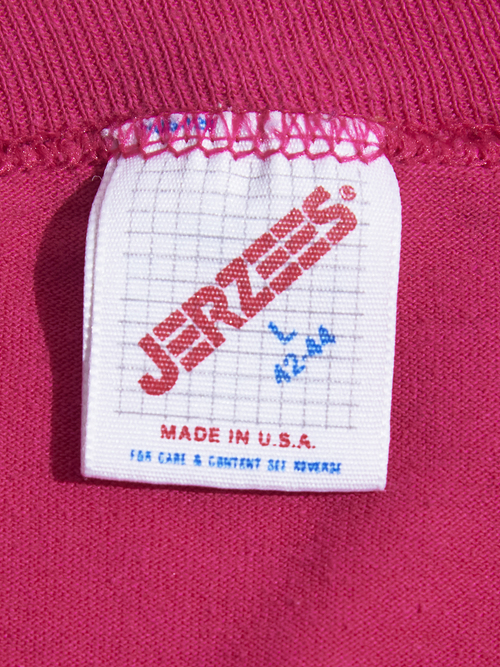 JERZEES®
L
42-44
MADE IN U.S.A.
FOR CARE & CONTENT SEE REVERSE